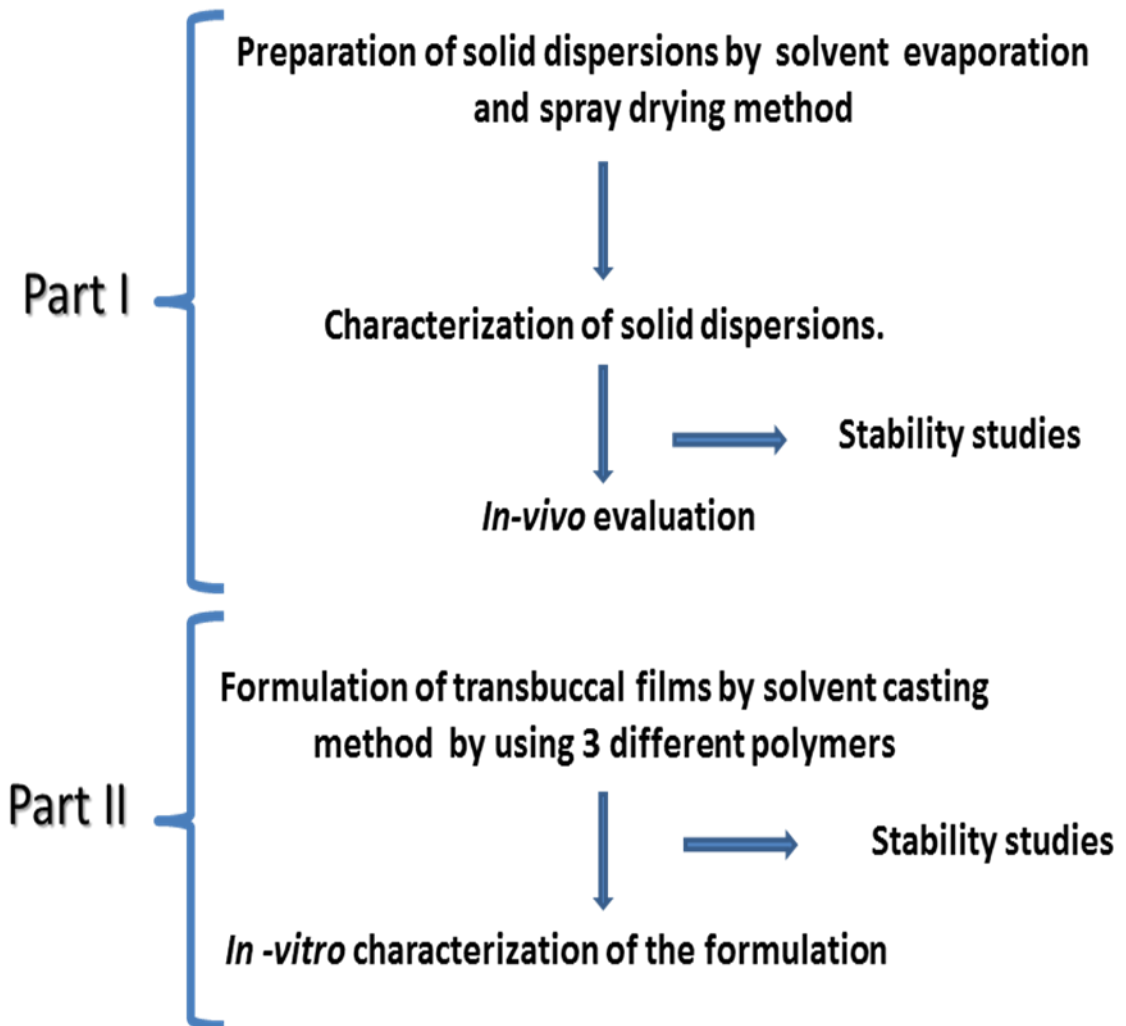 Preparation of solid dispersions by solvent evaporation
and spray drying method
Part I
Characterization of solid dispersions.
Stability studies
In-vivo evaluation
Formulation of transbuccal films by solvent casting
method by using 3 different polymers
Part II
Stability studies
In -vitro characterization of the formulation